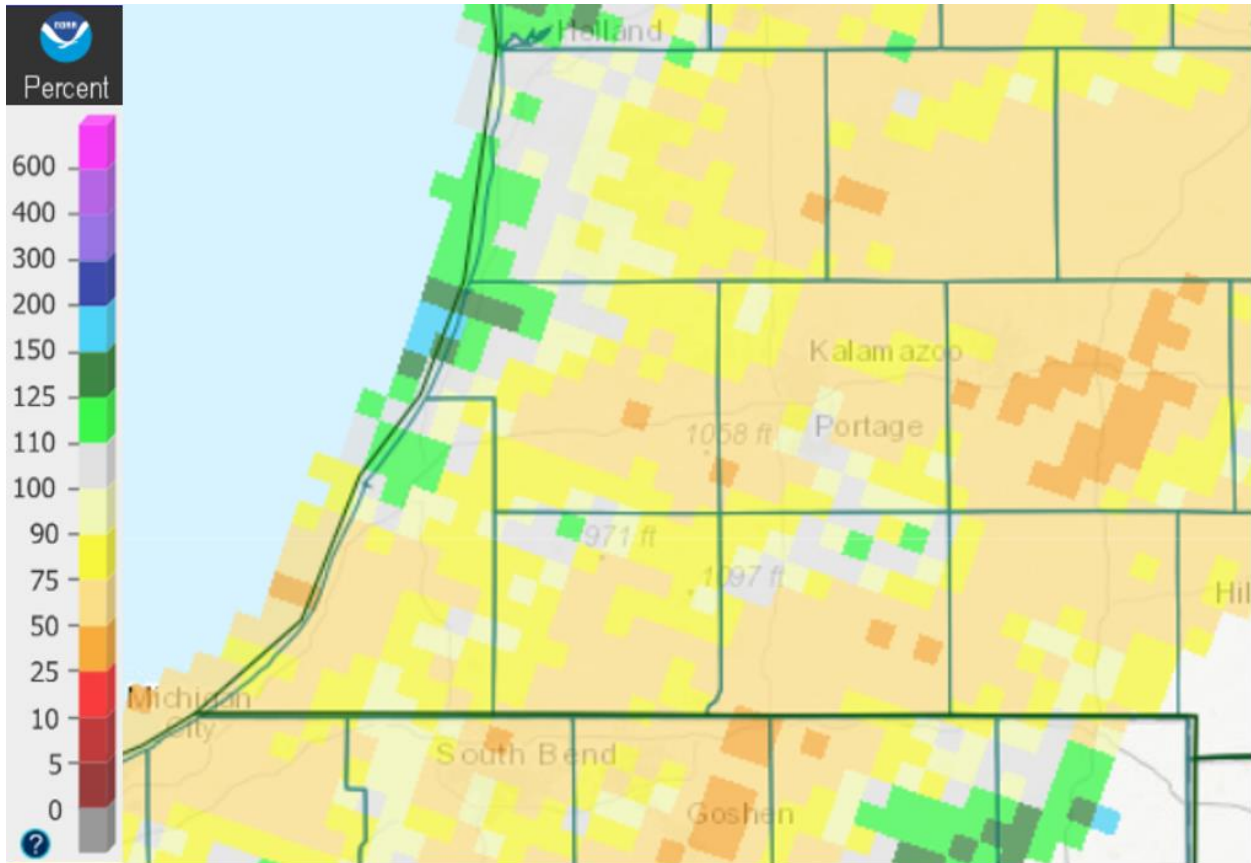 NOAA
Percent
600
400
300
200
150
125
110
100
90
75
50
25
10
5
0
?
Holland
Kalamazoo
Portage
1058 ft
971 ft
1097 ft
Hil
Michigan
City
South Bend
Goshen